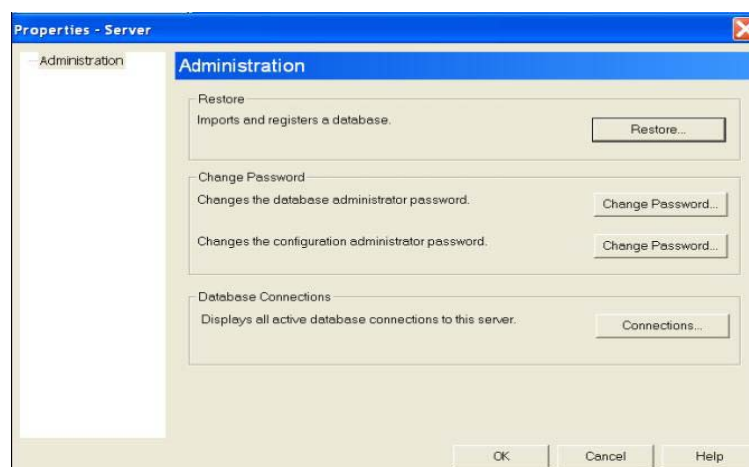 Properties - Server
Administration
Administration
Restore
Imports and registers a database.
Restore...
Change Password
Changes the database administrator password.
Change Password...
Changes the configuration administrator password.
Change Password...
Database Connections
Displays all active database connections to this server.
Connections...
OK
Cancel
Help